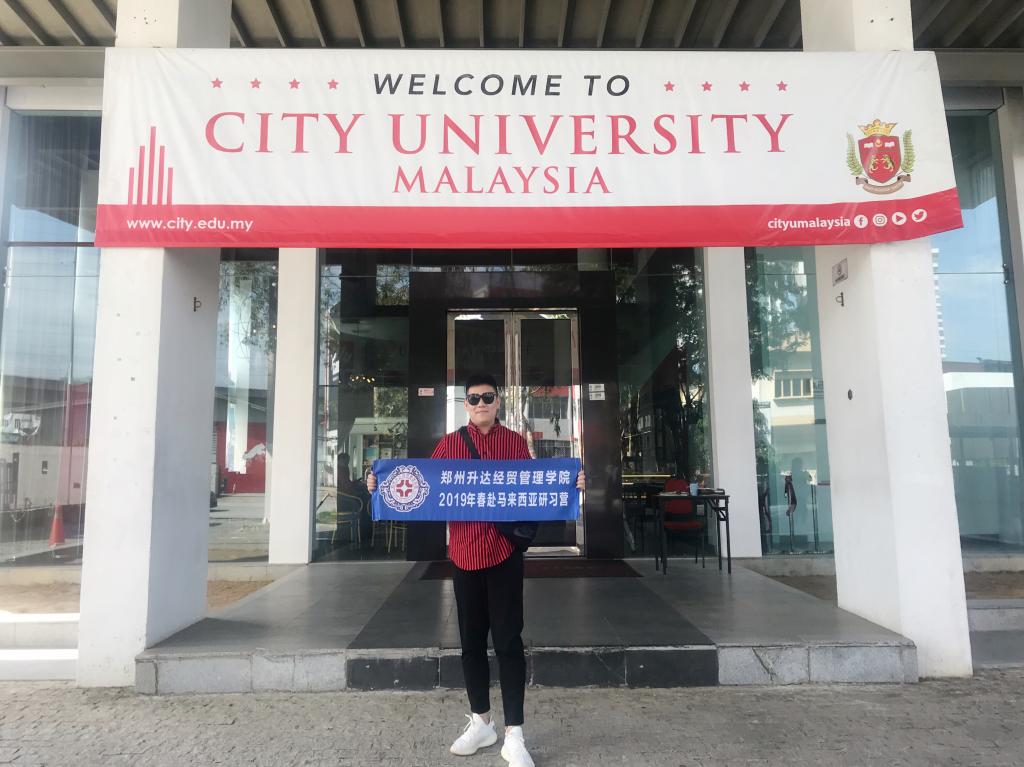 WELCOME TO
CITY UNIVERSITY
MALAYSIA
www.city.edu.my
cityumalaysia
郑州升达经贸管理学院
2019年春赴马来西亚研习营